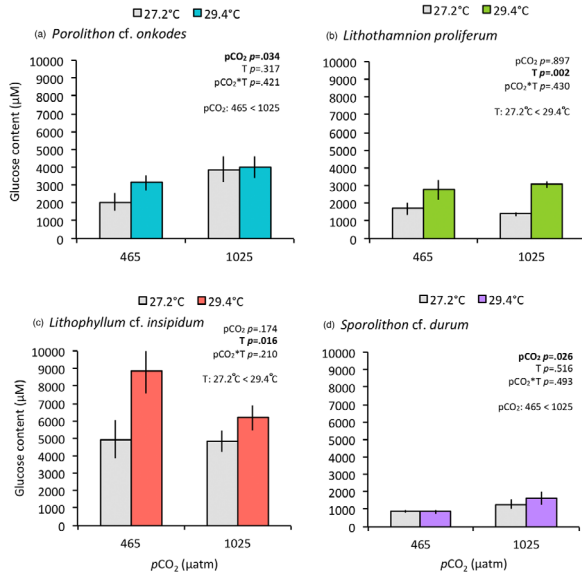 27.2°C 29.4°C
(a) Porolithon cf. onkodes
pCO2 p=.034
T p=.317
pCO2*T p=.421
pCO2: 465 < 1025
Glucose content (µM)
10000
9000
8000
7000
6000
5000
4000
3000
2000
1000
0
465 1025
27.2°C 29.4°C
(b) Lithothamnion proliferum
pCO2 p=.897
T p=.002
pCO2*T p=.430
T: 27.2°C < 29.4°C
10000
9000
8000
7000
6000
5000
4000
3000
2000
1000
0
465 1025
27.2°C 29.4°C
(c) Lithophyllum cf. insipidum
pCO2 p=.174
T p=.016
pCO2*T p=.210
T: 27.2°C < 29.4°C
Glucose content (µM)
10000
9000
8000
7000
6000
5000
4000
3000
2000
1000
0
465 1025
pCO2 (µatm)
27.2°C 29.4°C
(d) Sporolithon cf. durum
pCO2 p=.026
T p=.516
pCO2*T p=.493
pCO2: 465 < 1025
10000
9000
8000
7000
6000
5000
4000
3000
2000
1000
0
465 1025
pCO2 (µatm)